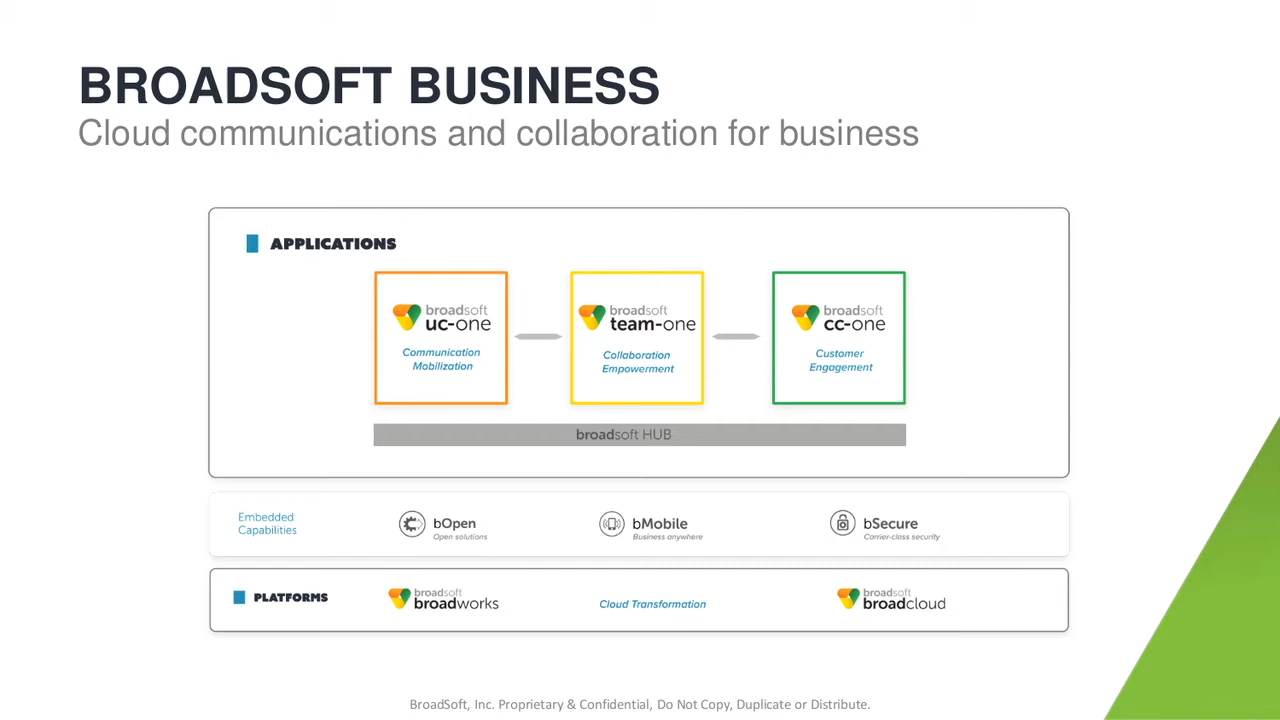 BROADSOFT BUSINESS
Cloud communications and collaboration for business
APPLICATIONS
broadsoft
uc-one
Communication
Mobilization
broadsoft
team-one
Collaboration
Empowerment
broadsoft
cc-one
Customer
Engagement
broadsoft HUB
Embedded
Capabilities
bOpen
Open solutions
bMobile
Business anywhere
bSecure
Carrier-class security
PLATFORMS
broadsoft
broadworks
Cloud Transformation
broadsoft
broadcloud
BroadSoft, Inc. Proprietary & Confidential, Do Not Copy, Duplicate or Distribute.